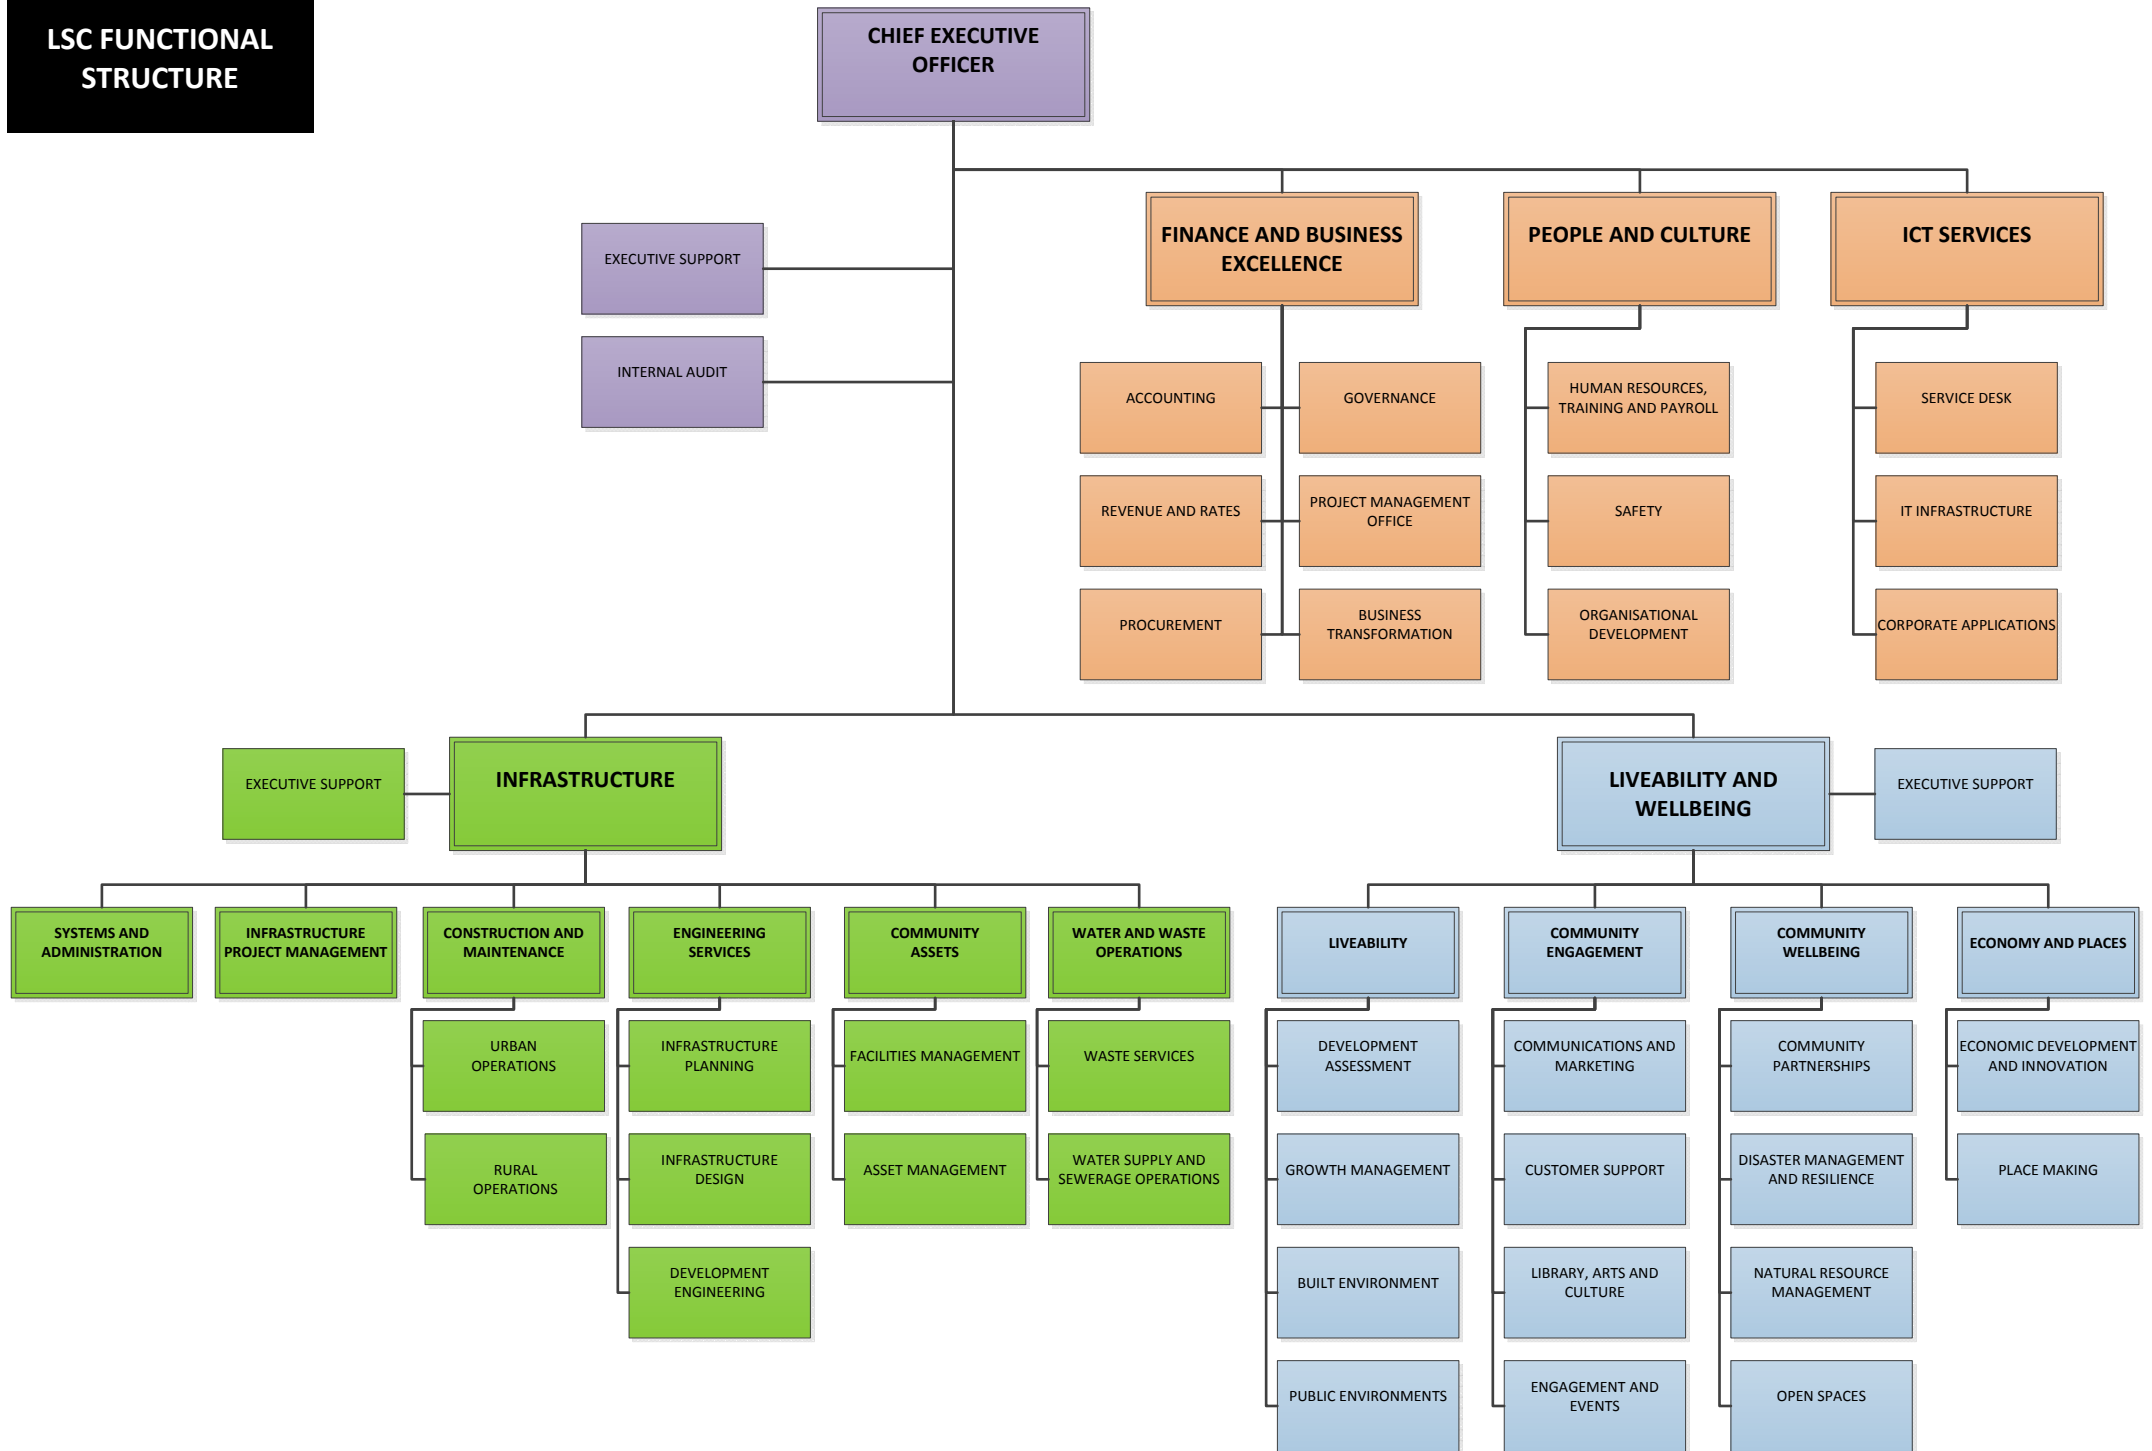 LSC FUNCTIONAL
STRUCTURE
CHIEF EXECUTIVE
OFFICER
EXECUTIVE SUPPORT
INTERNAL AUDIT
FINANCE AND BUSINESS
EXCELLENCE
PEOPLE AND CULTURE
ICT SERVICES
ACCOUNTING
GOVERNANCE
REVENUE AND RATES
PROJECT MANAGEMENT
OFFICE
PROCUREMENT
BUSINESS
TRANSFORMATION
HUMAN RESOURCES,
TRAINING AND PAYROLL
SAFETY
ORGANISATIONAL
DEVELOPMENT
SERVICE DESK
IT INFRASTRUCTURE
CORPORATE APPLICATIONS
EXECUTIVE SUPPORT
INFRASTRUCTURE
LIVEABILITY AND
WELLBEING
EXECUTIVE SUPPORT
SYSTEMS AND
ADMINISTRATION
INFRASTRUCTURE
PROJECT MANAGEMENT
CONSTRUCTION AND
MAINTENANCE
URBAN
OPERATIONS
RURAL
OPERATIONS
ENGINEERING
SERVICES
INFRASTRUCTURE
PLANNING
INFRASTRUCTURE
DESIGN
DEVELOPMENT
ENGINEERING
COMMUNITY
ASSETS
FACILITIES MANAGEMENT
ASSET MANAGEMENT
WATER AND WASTE
OPERATIONS
WASTE SERVICES
WATER SUPPLY AND
SEWERAGE OPERATIONS
LIVEABILITY
DEVELOPMENT
ASSESSMENT
GROWTH MANAGEMENT
BUILT ENVIRONMENT
PUBLIC ENVIRONMENTS
COMMUNITY
ENGAGEMENT
COMMUNICATIONS AND
MARKETING
CUSTOMER SUPPORT
LIBRARY, ARTS AND
CULTURE
ENGAGEMENT AND
EVENTS
COMMUNITY
WELLBEING
COMMUNITY
PARTNERSHIPS
DISASTER MANAGEMENT
AND RESILIENCE
NATURAL RESOURCE
MANAGEMENT
OPEN SPACES
ECONOMY AND PLACES
ECONOMIC DEVELOPMENT
AND INNOVATION
PLACE MAKING